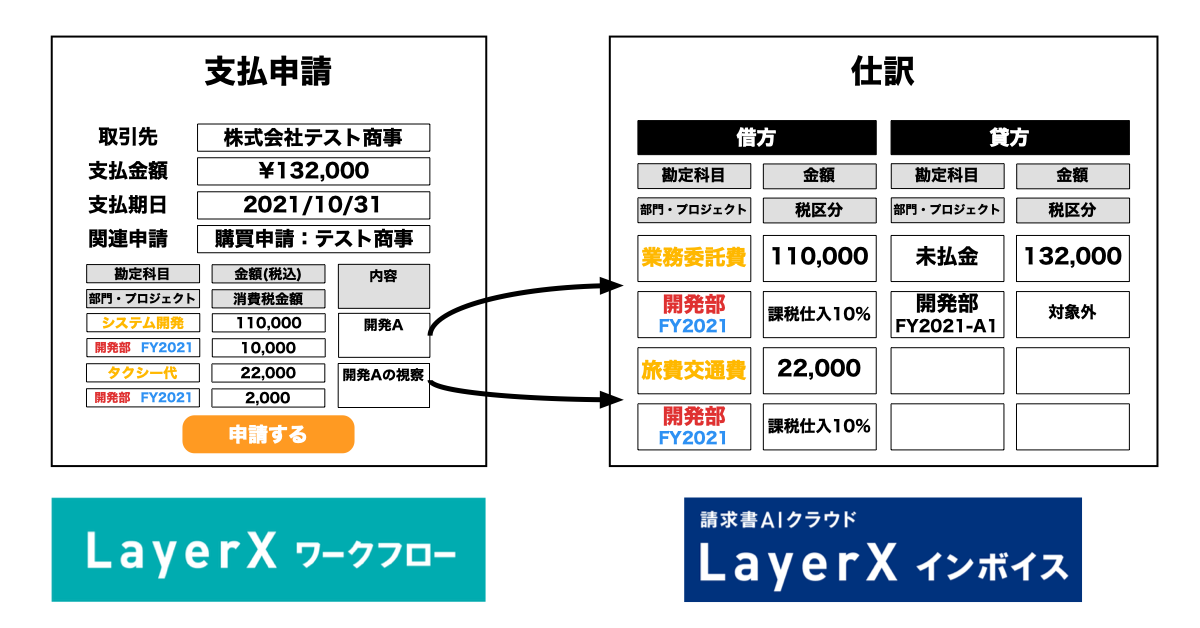 支払申請
取引先 株式会社テスト商事
支払金額 ¥132,000
支払期日 2021/10/31
関連申請 購買申請：テスト商事
勘定科目 金額(税込) 内容
部門・プロジェクト 消費税金額
システム開発 110,000 開発A
開発部 FY2021 10,000
タクシー代 22,000 開発Aの視察
開発部 FY2021 2,000
申請する
LayerX ワークフロー
仕訳
借方 貸方
勘定科目 金額 勘定科目 金額
部門・プロジェクト 税区分 部門・プロジェクト 税区分
業務委託費 110,000 未払金 132,000
開発部 課税仕入10% 開発部 対象外
FY2021 FY2021-A1
旅費交通費 22,000
開発部 課税仕入10%
FY2021
請求書AIクラウド
LayerX インボイス